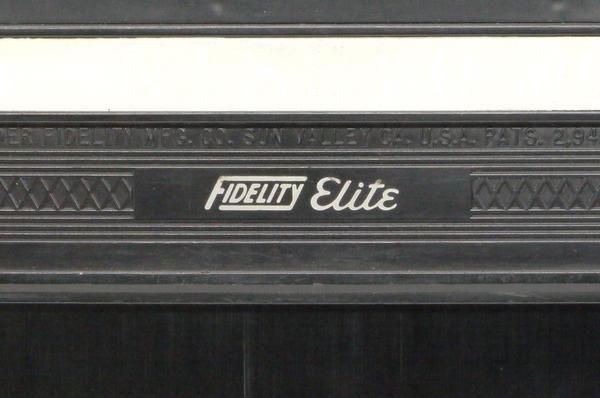 FIDELITY MFG. CO. SUN VALLEY CA. U.S.A. PATS. 2,94
FIDELITY Elite